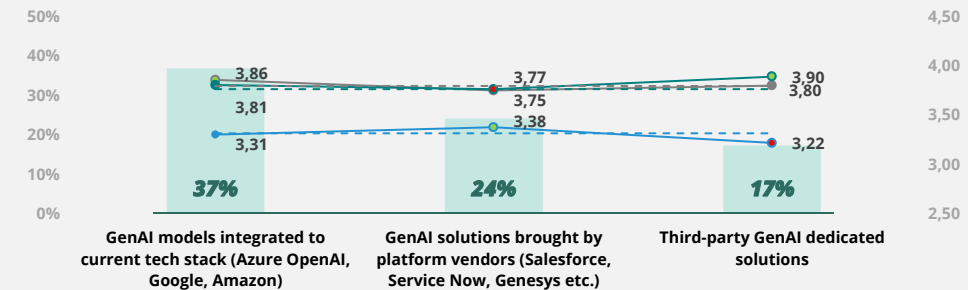 50%
4,50
40%
4,00
3,86
3,77
3,90
3,80
30%
3,81
3,75
3,50
3,38
20%
3,31
3,22
3,00
10%
37%
24%
17%
0%
2,50
GenAI models integrated to
current tech stack (Azure OpenAI,
Google, Amazon)
GenAI solutions brought by
platform vendors (Salesforce,
Service Now, Genesys etc.)
Third-party GenAI dedicated
solutions